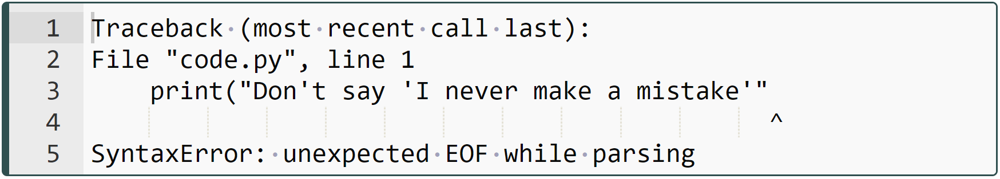 1 Traceback (most recent call last):
2 File "code.py", line 1
3     print("Don't say 'I never make a mistake'"
4                                               ^
5 SyntaxError: unexpected EOF while parsing